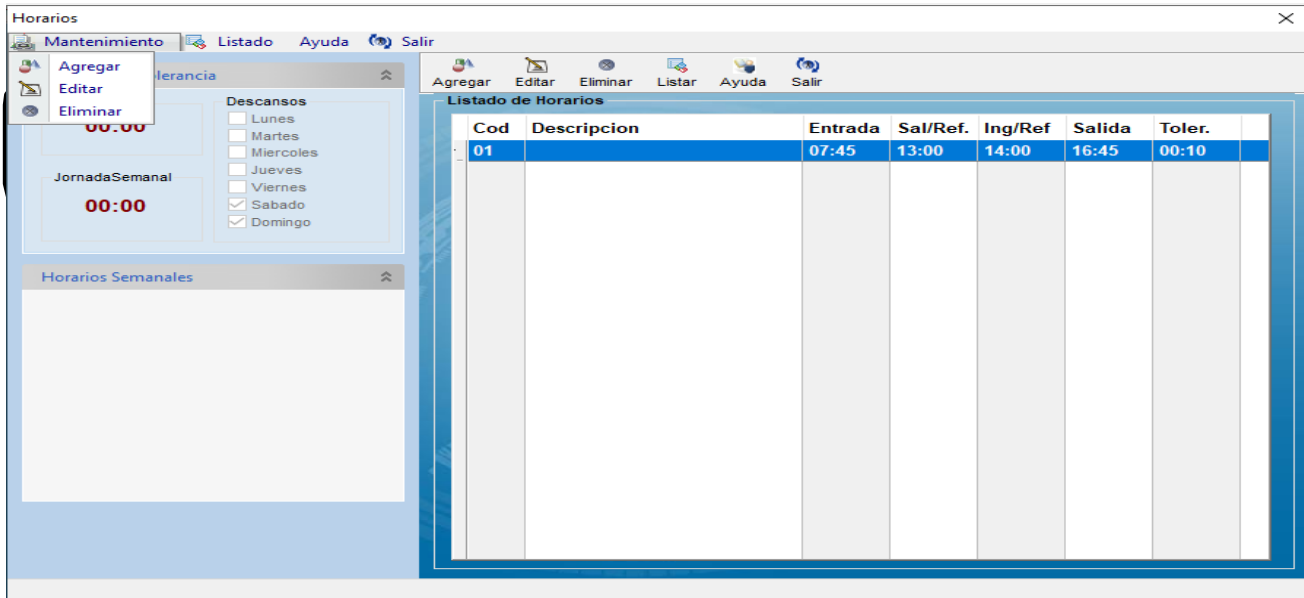 Horarios
Mantenimiento Listado Ayuda Salir
Agregar
Editar
Eliminar
Agregar Editar Eliminar Listar Ayuda Salir
00:00
JornadaSemanal
00:00
Descansos
Lunes
Martes
Miercoles
Jueves
Viernes
Sabado
Domingo
Horarios Semanales
Listado de Horarios
Cod Descripcion Entrada Sal/Ref. Ing/Ref Salida Toler.
01 07:45 13:00 14:00 16:45 00:10